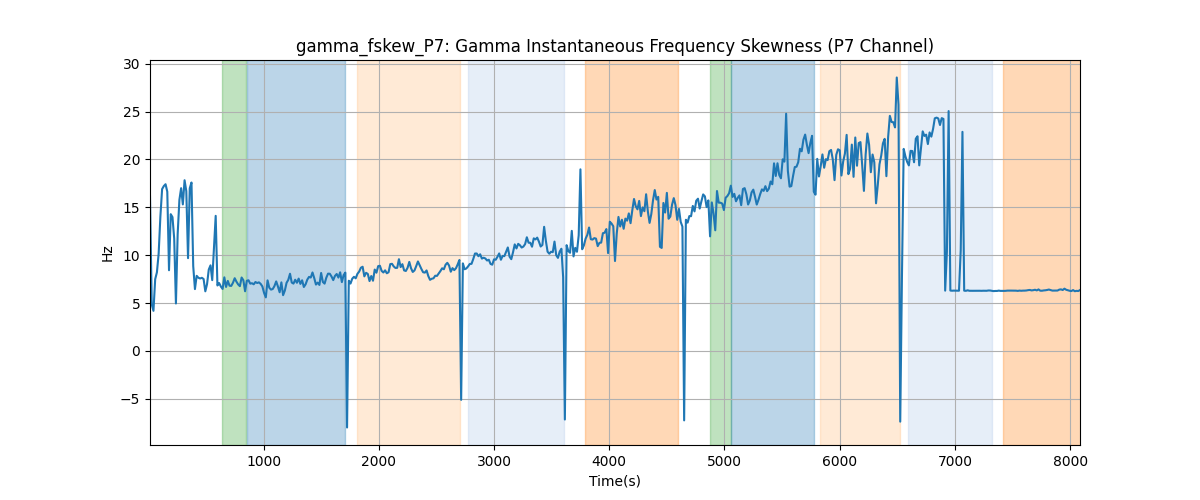 gamma_fskew_P7: Gamma Instantaneous Frequency Skewness (P7 Channel)
30
25
20
15
10
5
0
−5
Hz
1000 2000 3000 4000 5000 6000 7000 8000
Time(s)